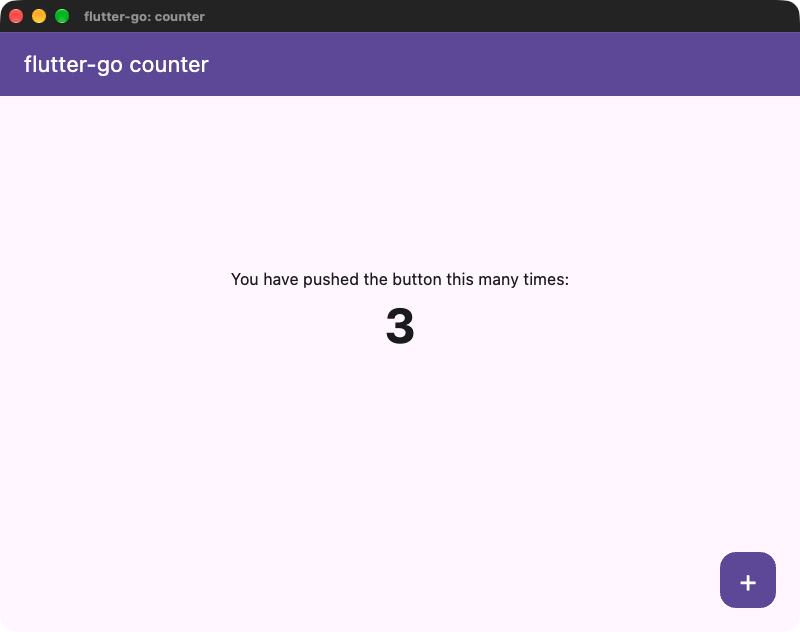 flutter-go: counter
flutter-go counter
You have pushed the button this many times:
3
+